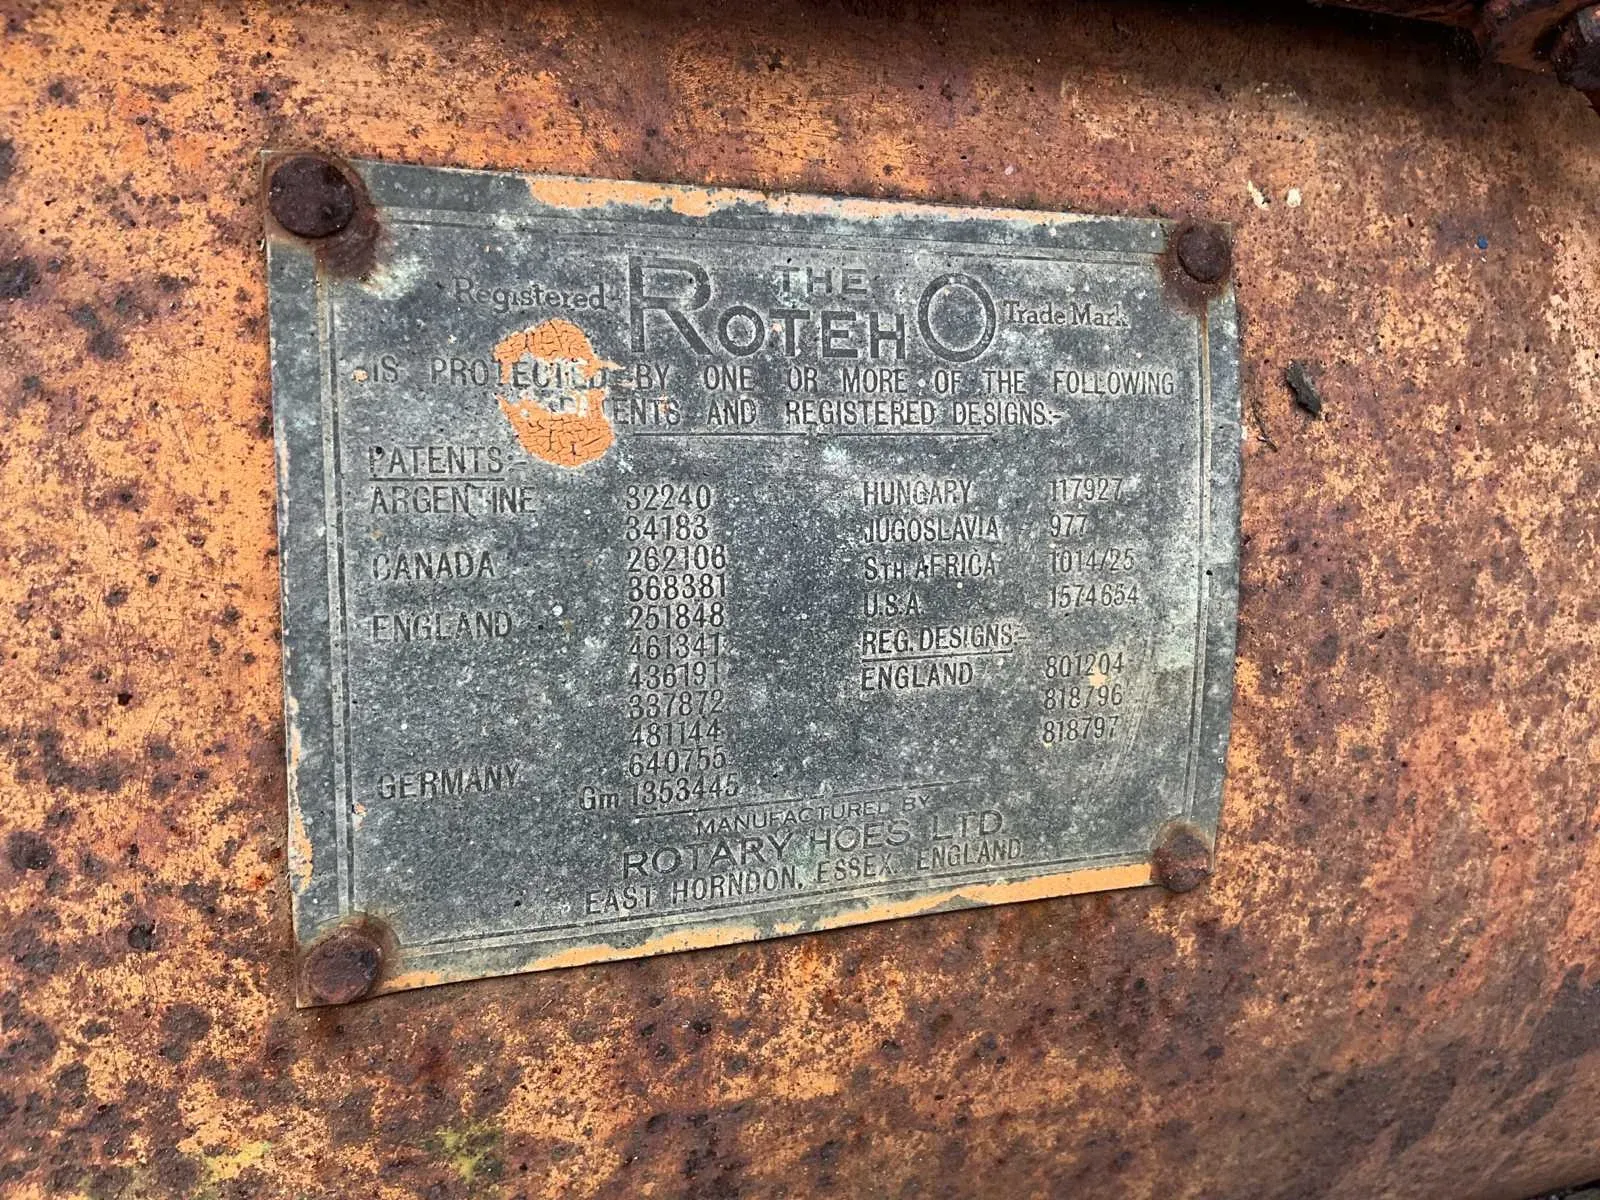 THE
Registered ROTEHO Trade Mark
IS PROTECTED BY ONE OR MORE OF THE FOLLOWING
AND REGISTERED DESIGNS:-
PATENTS:-
ARGENTINE 32240
34183
CANADA 262106
368381
ENGLAND 251848
461341
436191
337872
481144
640755
GERMANY Gm 1353445
HUNGARY 117927
JUGOSLAVIA 977
STH AFRICA 1014/25
U.S.A. 1574654
REG. DESIGNS:-
ENGLAND 801204
818796
818797
MANUFACTURED BY
ROTARY HOES LTD
EAST HORNDON, ESSEX, ENGLAND